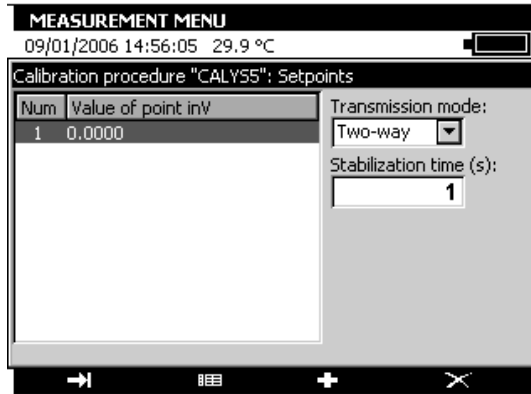 MEASUREMENT MENU
09/01/2006 14:56:05 29.9 °C
Calibration procedure "CALYS5": Setpoints
Num Value of point inV
1 0.0000
Transmission mode:
Two-way
Stabilization time (s):
1